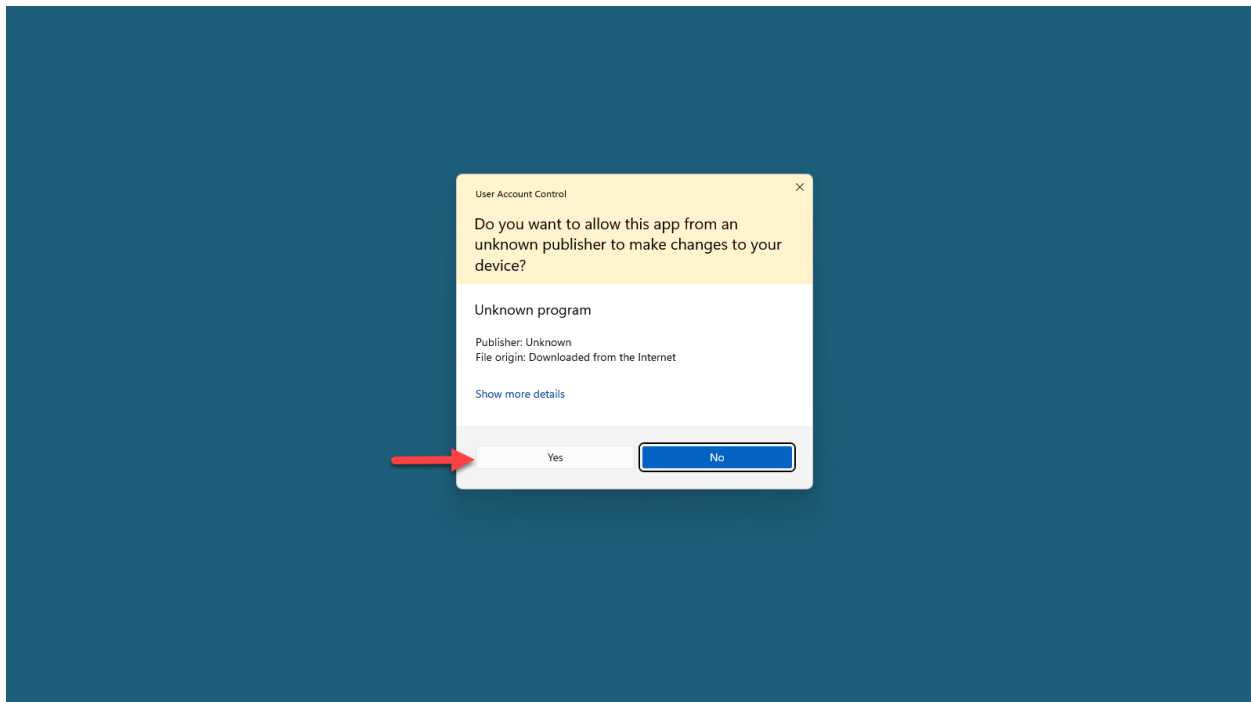 User Account Control
Do you want to allow this app from an
unknown publisher to make changes to your
device?
Unknown program
Publisher: Unknown
File origin: Downloaded from the Internet
Show more details
Yes
No